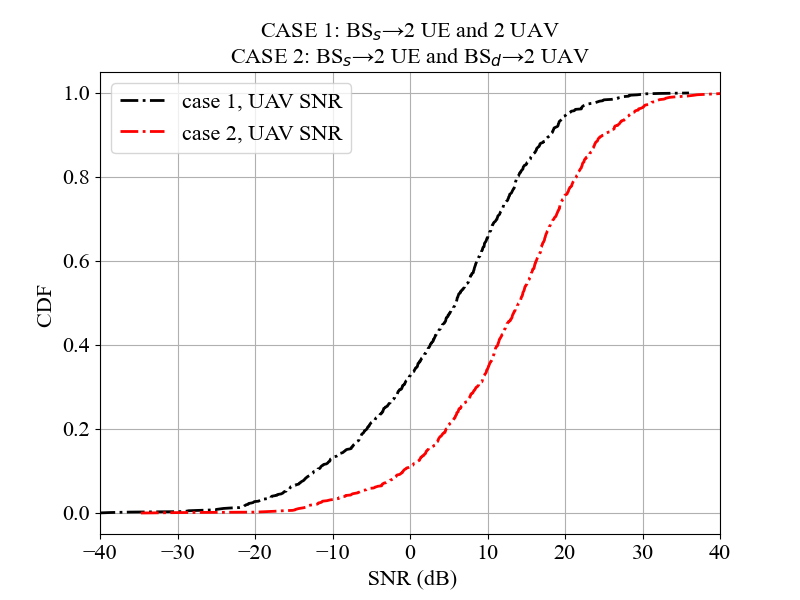 CASE 1: BSₛ→2 UE and 2 UAV
CASE 2: BSₛ→2 UE and BS_d→2 UAV
case 1, UAV SNR
case 2, UAV SNR
1.0
0.8
0.6
0.4
0.2
0.0
CDF
−40 −30 −20 −10 0 10 20 30 40
SNR (dB)